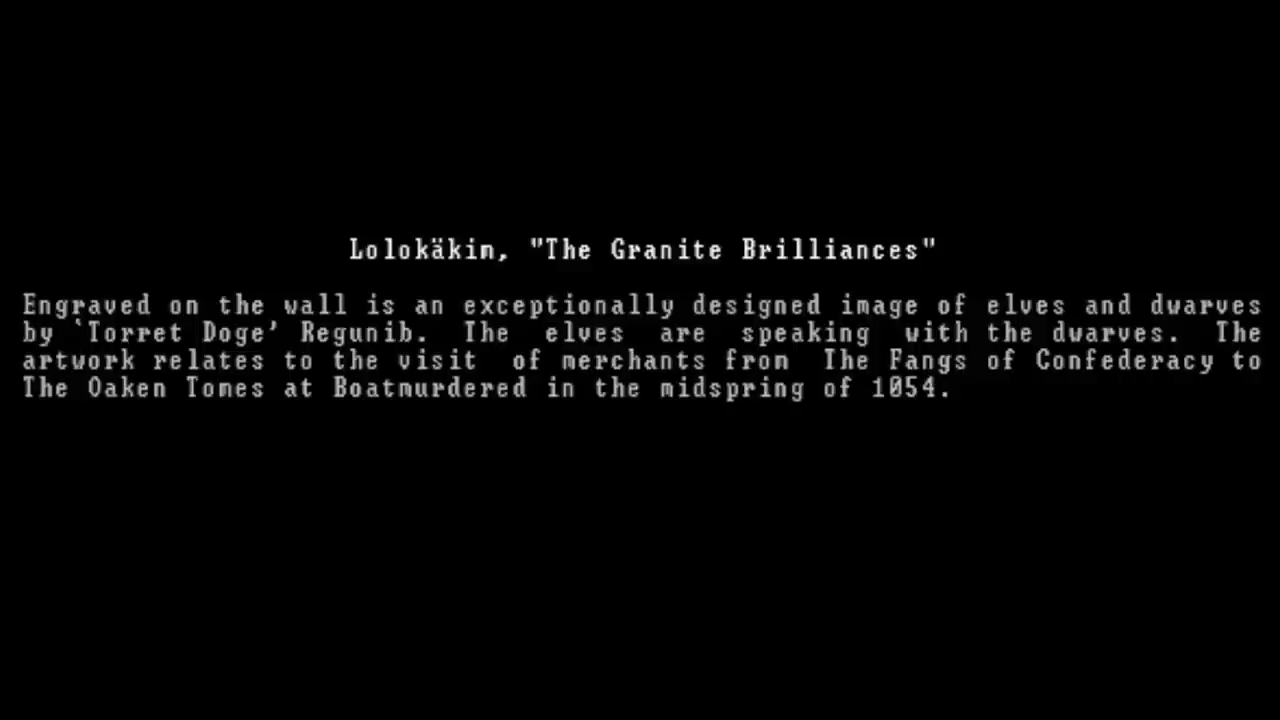 Lolokäkim, "The Granite Brilliances"
Engraved on the wall is an exceptionally designed image of elves and dwarves
by `Torret Doge' Regunib. The elves are speaking with the dwarves. The
artwork relates to the visit of merchants from The Fangs of Confederacy to
The Oaken Tomes at Boatmurdered in the midspring of 1054.